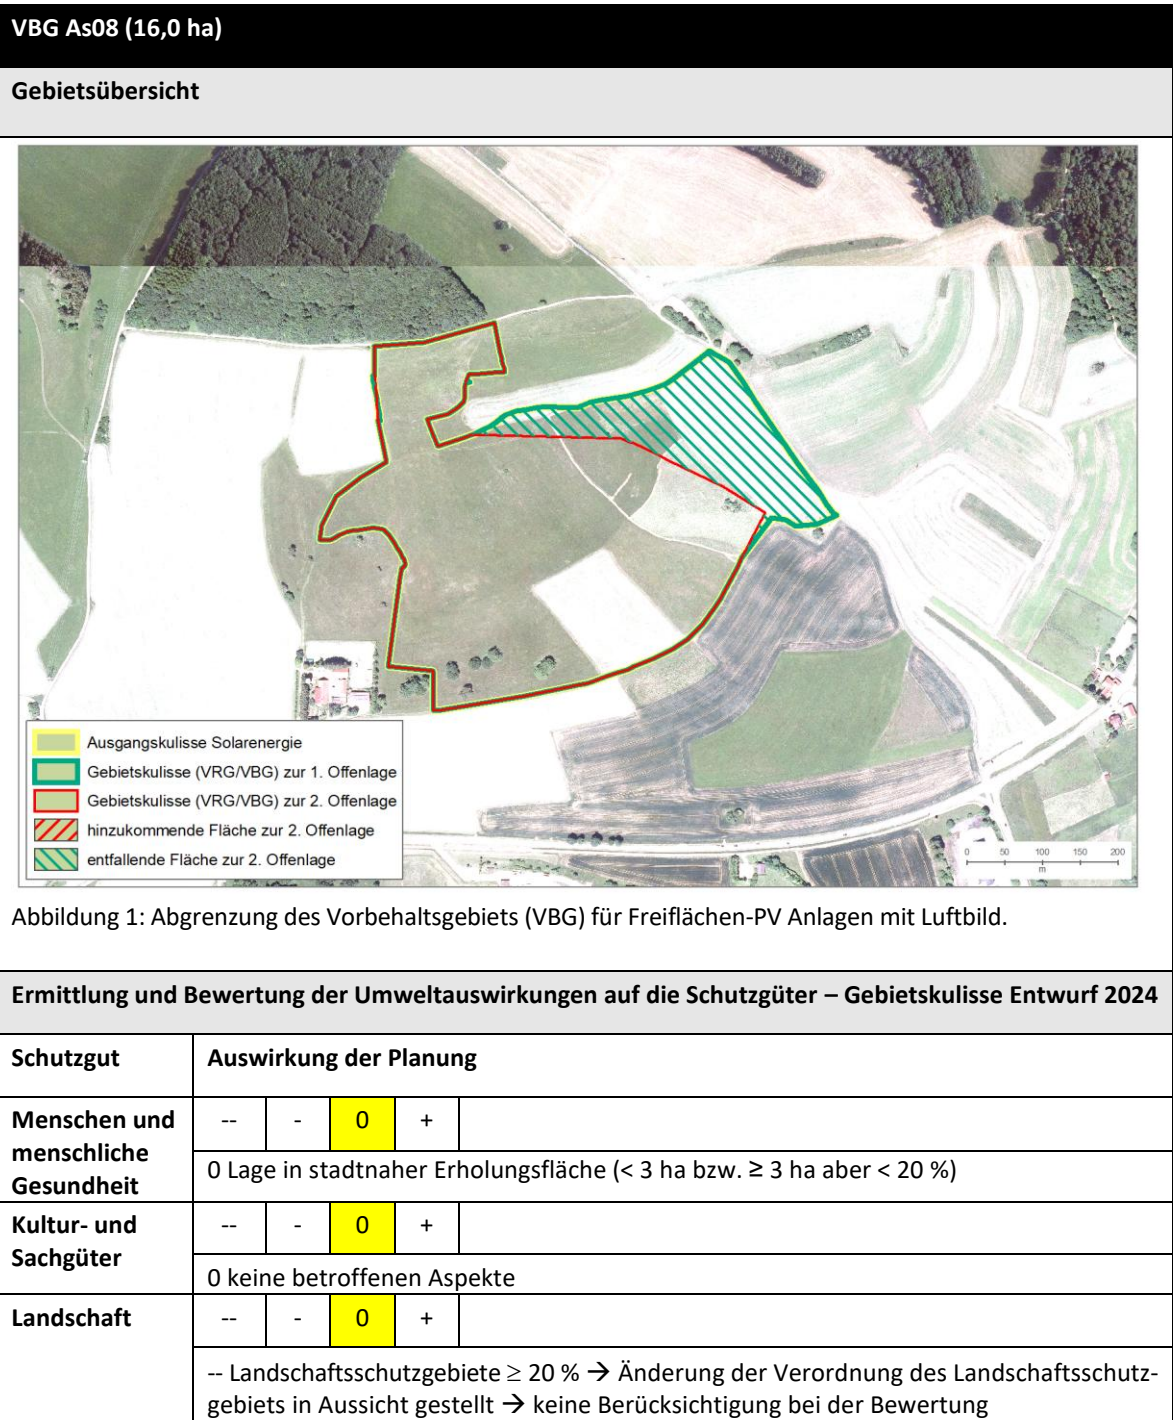 VBG As08 (16,0 ha)
Gebietsübersicht
Ausgangskulisse Solarenergie
Gebietskulisse (VRG/VBG) zur 1. Offenlage
Gebietskulisse (VRG/VBG) zur 2. Offenlage
hinzukommende Fläche zur 2. Offenlage
entfallende Fläche zur 2. Offenlage
0 50 100 150 200
m
Abbildung 1: Abgrenzung des Vorbehaltsgebiets (VBG) für Freiflächen-PV Anlagen mit Luftbild.
Ermittlung und Bewertung der Umweltauswirkungen auf die Schutzgüter – Gebietskulisse Entwurf 2024
Schutzgut Auswirkung der Planung
Menschen und menschliche Gesundheit
-- - 0 +
0 Lage in stadtnaher Erholungsfläche (< 3 ha bzw. ≥ 3 ha aber < 20 %)
Kultur- und Sachgüter
-- - 0 +
0 keine betroffenen Aspekte
Landschaft
-- - 0 +
-- Landschaftsschutzgebiete ≥ 20 % → Änderung der Verordnung des Landschaftsschutz-
gebiets in Aussicht gestellt → keine Berücksichtigung bei der Bewertung